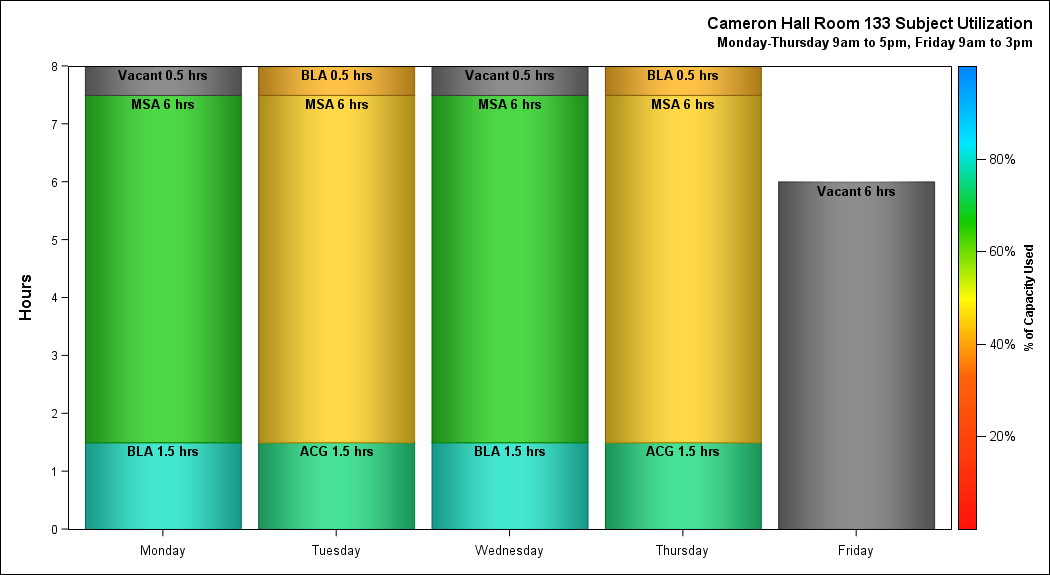 Cameron Hall Room 133 Subject Utilization
Monday-Thursday 9am to 5pm, Friday 9am to 3pm
Hours
8
7
6
5
4
3
2
1
0
Vacant 0.5 hrs
MSA 6 hrs
BLA 1.5 hrs
BLA 0.5 hrs
MSA 6 hrs
ACG 1.5 hrs
Vacant 0.5 hrs
MSA 6 hrs
BLA 1.5 hrs
BLA 0.5 hrs
MSA 6 hrs
ACG 1.5 hrs
Vacant 6 hrs
Monday
Tuesday
Wednesday
Thursday
Friday
80%
60%
40%
20%
% of Capacity Used